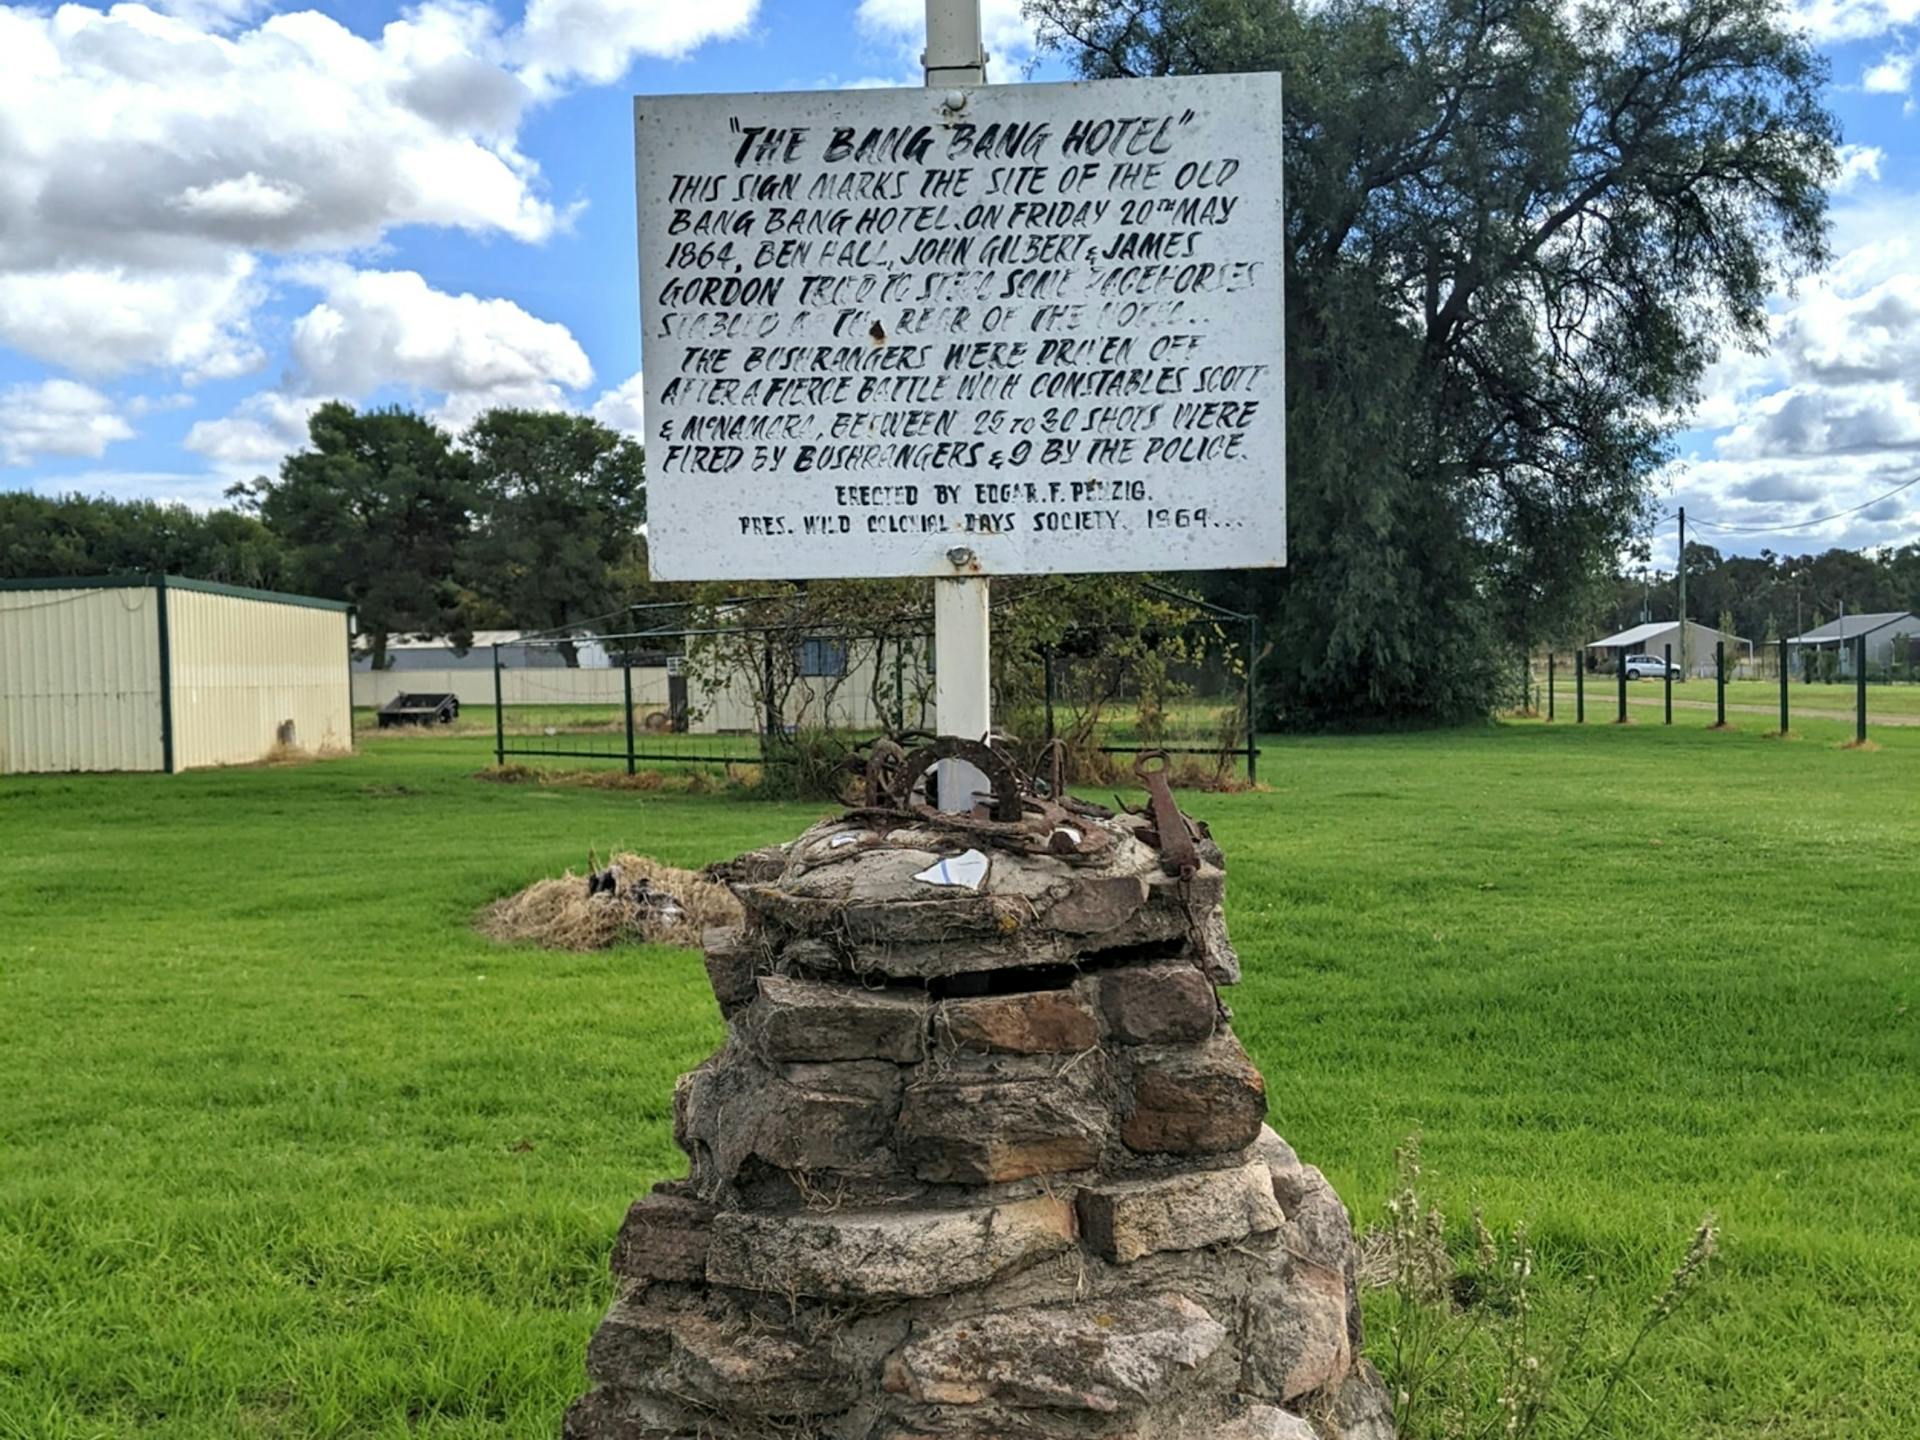 "THE BANG BANG HOTEL"
THIS SIGN MARKS THE SITE OF THE OLD
BANG BANG HOTEL. ON FRIDAY 20TH MAY
1864, BEN HALL, JOHN GILBERT & JAMES
GORDON TRIED TO STEAL SOME RACEHORSES
STABLED AT THE REAR OF THE HOTEL..
THE BUSHRANGERS WERE DRIVEN OFF
AFTER A FIERCE BATTLE WITH CONSTABLES SCOTT
& McNAMARA, BETWEEN 25 TO 30 SHOTS WERE
FIRED BY BUSHRANGERS & 9 BY THE POLICE.
ERECTED BY EDGAR. F. PENZIG.
PRES. WILD COLONIAL DAYS SOCIETY. 1969...